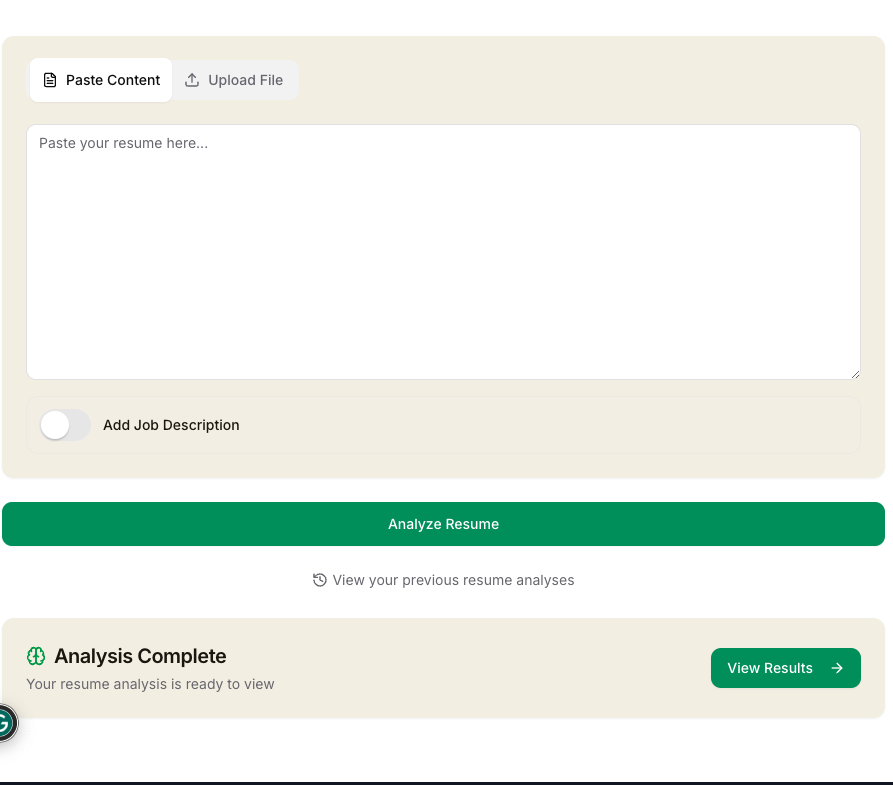 Paste Content
Upload File
Paste your resume here...
Add Job Description
Analyze Resume
View your previous resume analyses
Analysis Complete
Your resume analysis is ready to view
View Results
G